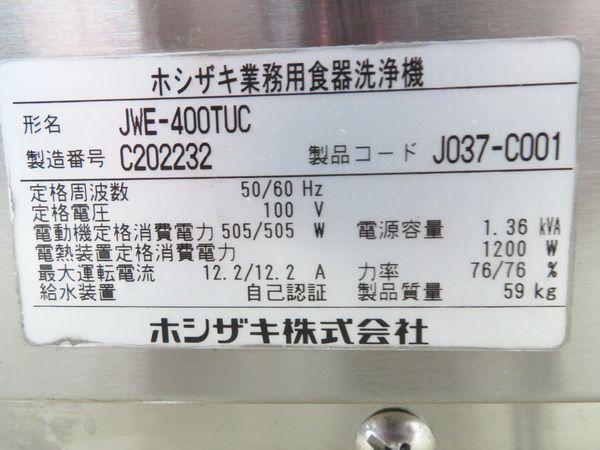 ホシザキ業務用食器洗浄機
形名 JWE-400TUC
製造番号 C202232 製品コード J037-C001
定格周波数 50/60 Hz
定格電圧 100 V
電動機定格消費電力 505/505 W 電源容量 1.36 kVA
電熱装置定格消費電力 1200 W
最大運転電流 12.2/12.2 A 力率 76/76 %
給水装置 自己認証 製品質量 59 kg
ホシザキ株式会社